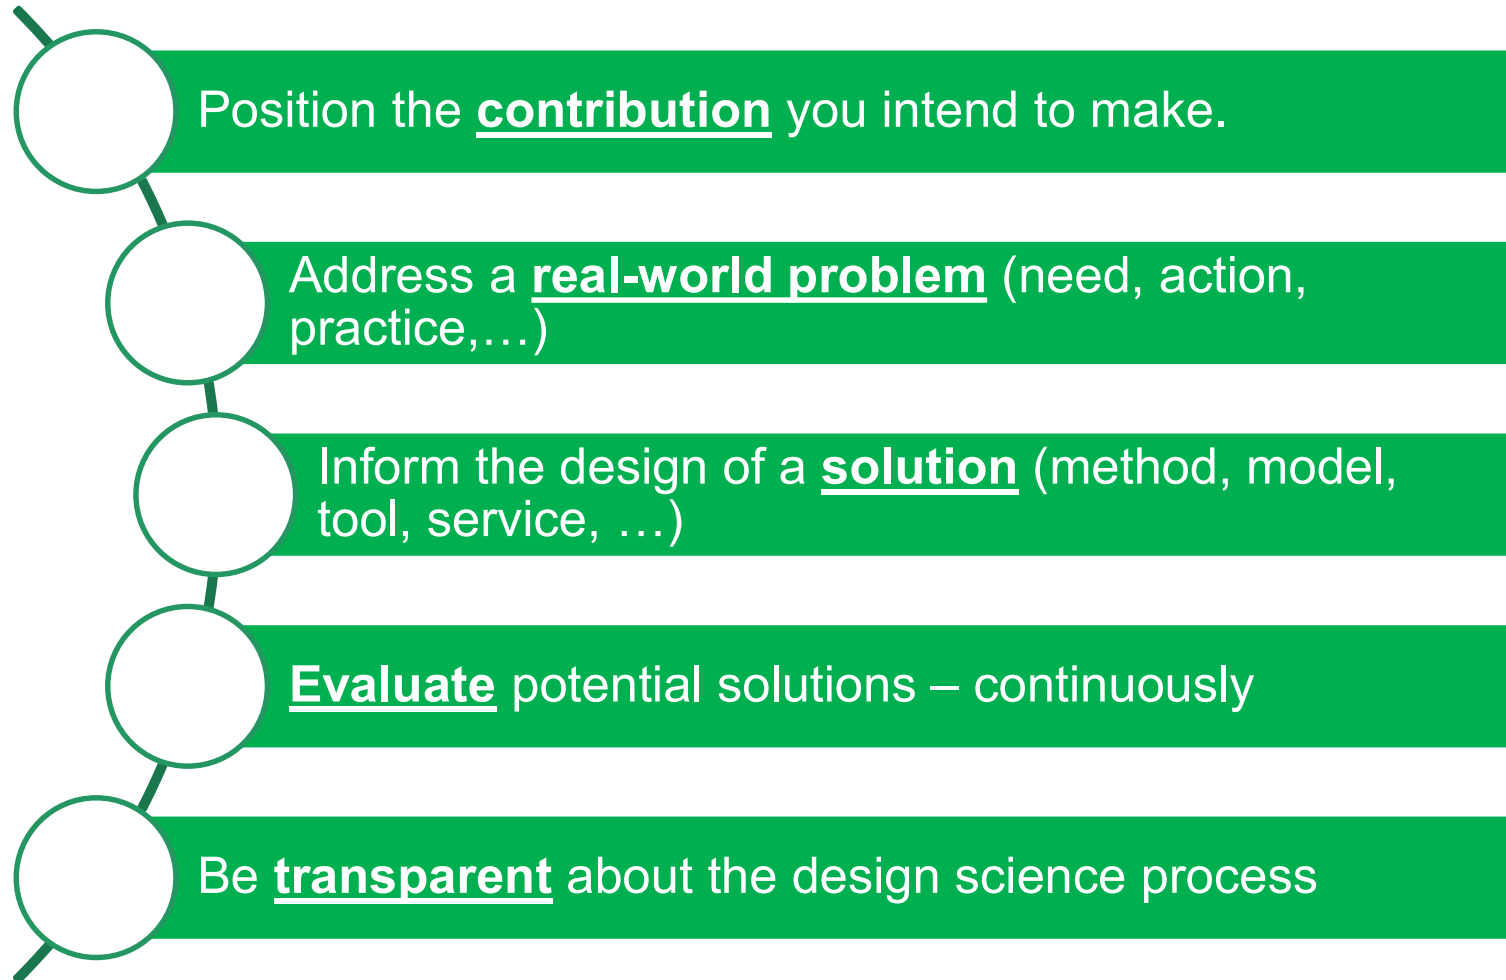 Position the contribution you intend to make.
Address a real-world problem (need, action,
practice,…)
Inform the design of a solution (method, model,
tool, service, …)
Evaluate potential solutions – continuously
Be transparent about the design science process